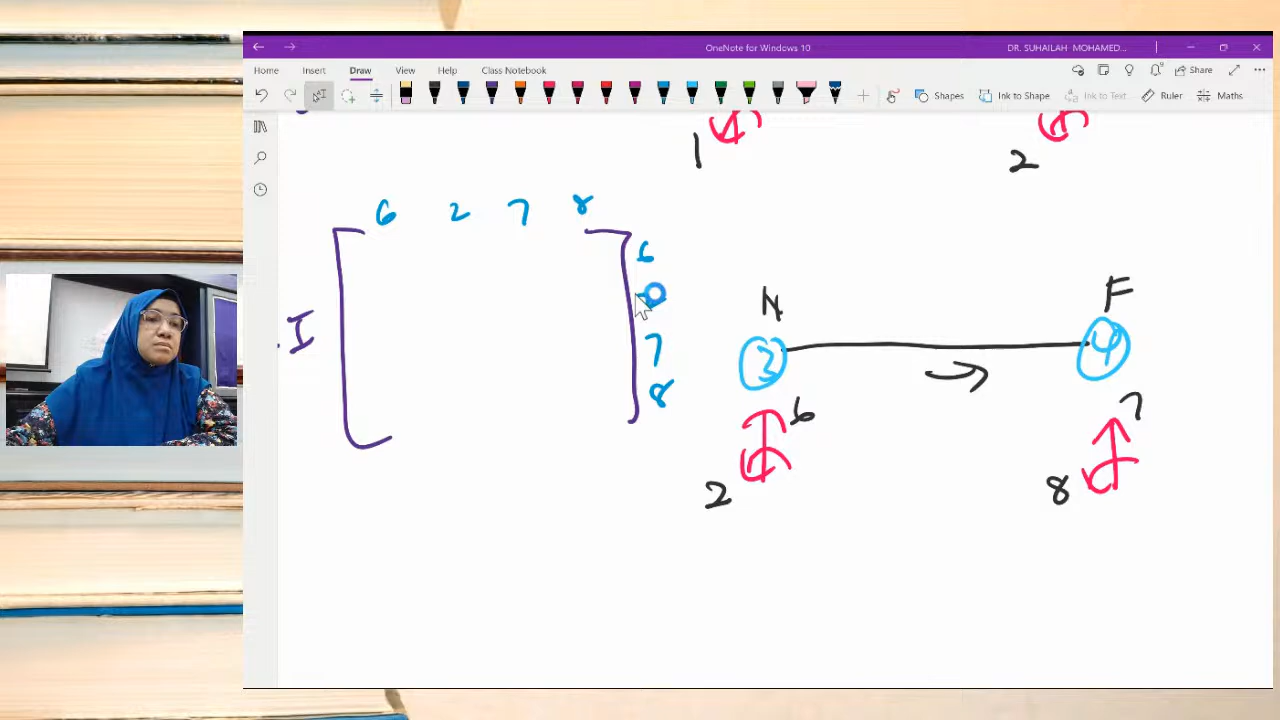 OneNote for Windows 10
DR. SUHAILAH MOHAMED...
Home Insert Draw View Help Class Notebook Share
Shapes Ink to Shape Ink to Text Ruler Maths
1
2
6 2 7 8
6
7
8
I
N
F
3
4
6
7
2
8